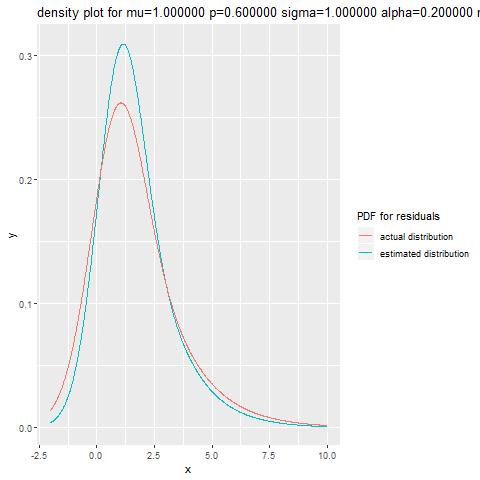 density plot for mu=1.000000 p=0.600000 sigma=1.000000 alpha=0.200000
0.3
0.2
0.1
0.0
y
-2.5
0.0
2.5
5.0
7.5
10.0
x
PDF for residuals
actual distribution
estimated distribution